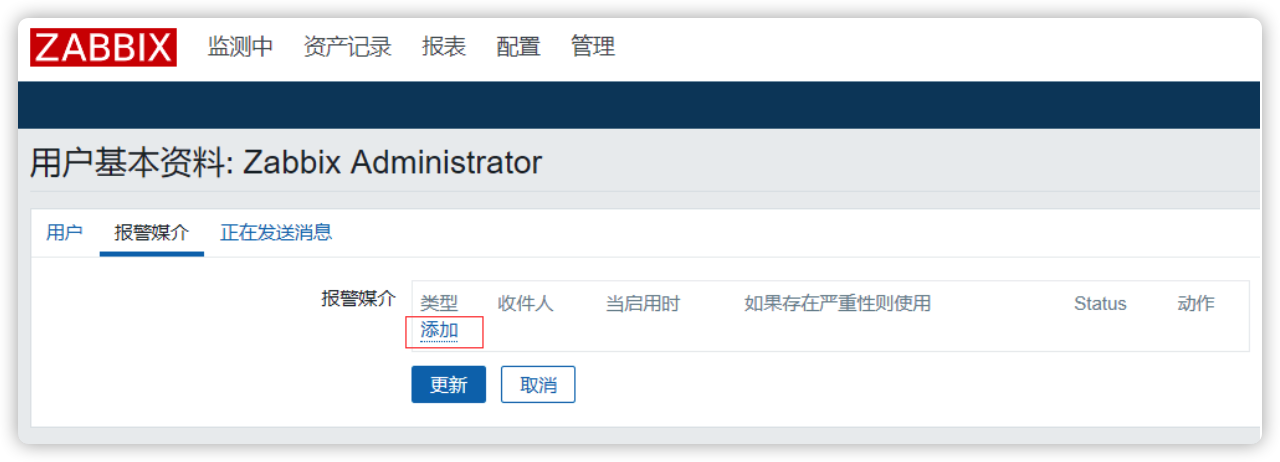 ZABBIX 监测中 资产记录 报表 配置 管理
用户基本资料: Zabbix Administrator
用户 报警媒介 正在发送消息
报警媒介 类型 收件人 当启用时 如果存在严重性则使用 Status 动作
添加
更新 取消